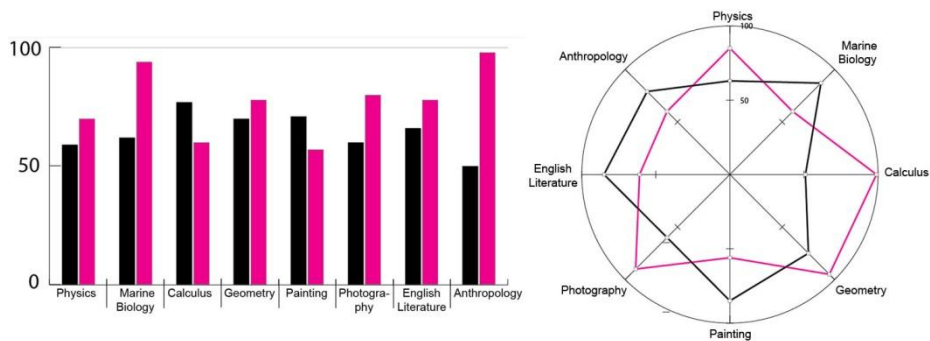 100
50
0
Physics
Marine
Biology
Calculus
Geometry
Painting
Photogra-
phy
English
Literature
Anthropology
Physics
100
Marine
Biology
Anthropology
50
English
Literature
Calculus
Photography
Geometry
Painting